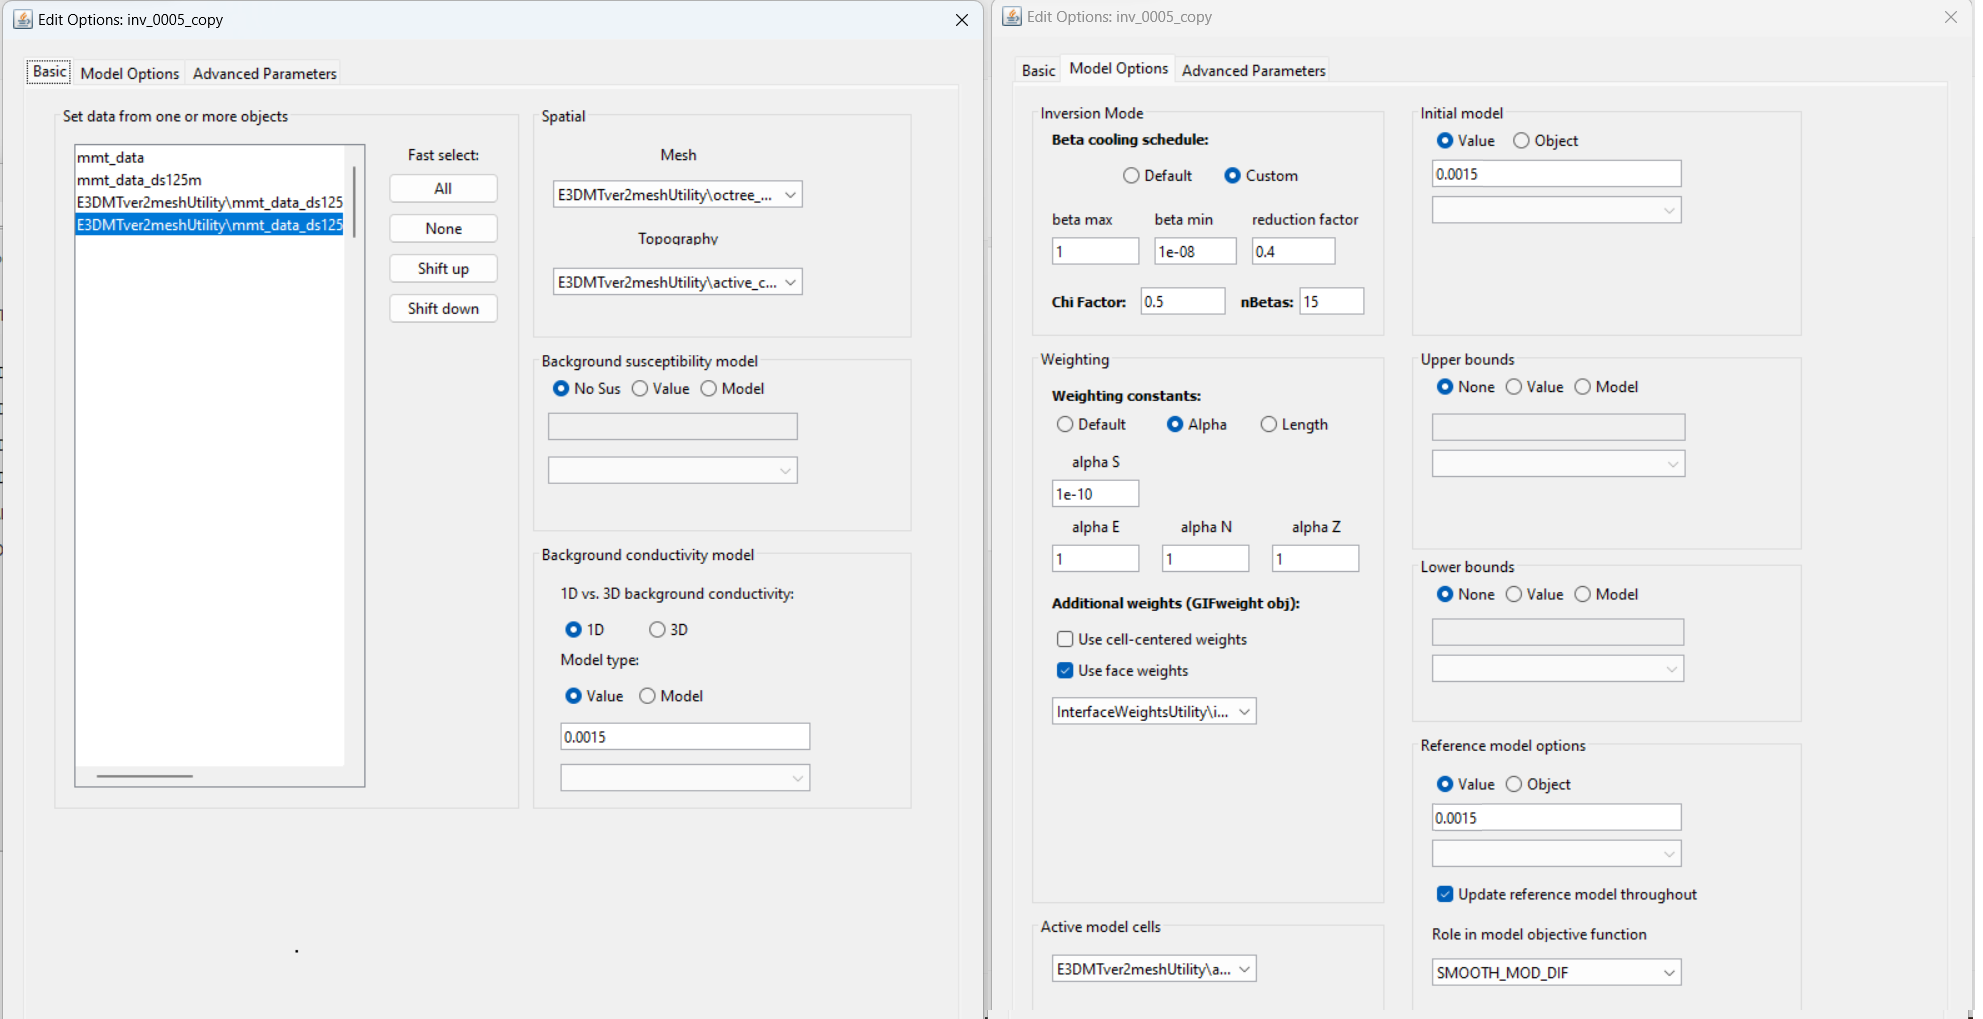 Edit Options: inv_0005_copy
Basic Model Options Advanced Parameters
Set data from one or more objects
mmt_data
mmt_data_ds125m
E3DMTver2meshUtility\mmt_data_ds125
E3DMTver2meshUtility\mmt_data_ds125
Fast select:
All
None
Shift up
Shift down
Spatial
Mesh
E3DMTver2meshUtility\octree_...
Topography
E3DMTver2meshUtility\active_c...
Background susceptibility model
No Sus Value Model
Background conductivity model
1D vs. 3D background conductivity:
1D 3D
Model type:
Value Model
0.0015
Edit Options: inv_0005_copy
Basic Model Options Advanced Parameters
Inversion Mode
Beta cooling schedule:
Default Custom
beta max beta min reduction factor
1 1e-08 0.4
Chi Factor: 0.5 nBetas: 15
Weighting
Weighting constants:
Default Alpha Length
alpha S
1e-10
alpha E alpha N alpha Z
1 1 1
Additional weights (GIFweight obj):
Use cell-centered weights
Use face weights
InterfaceWeightsUtility\i...
Active model cells
E3DMTver2meshUtility\a...
Initial model
Value Object
0.0015
Upper bounds
None Value Model
Lower bounds
None Value Model
Reference model options
Value Object
0.0015
Update reference model throughout
Role in model objective function
SMOOTH_MOD_DIF